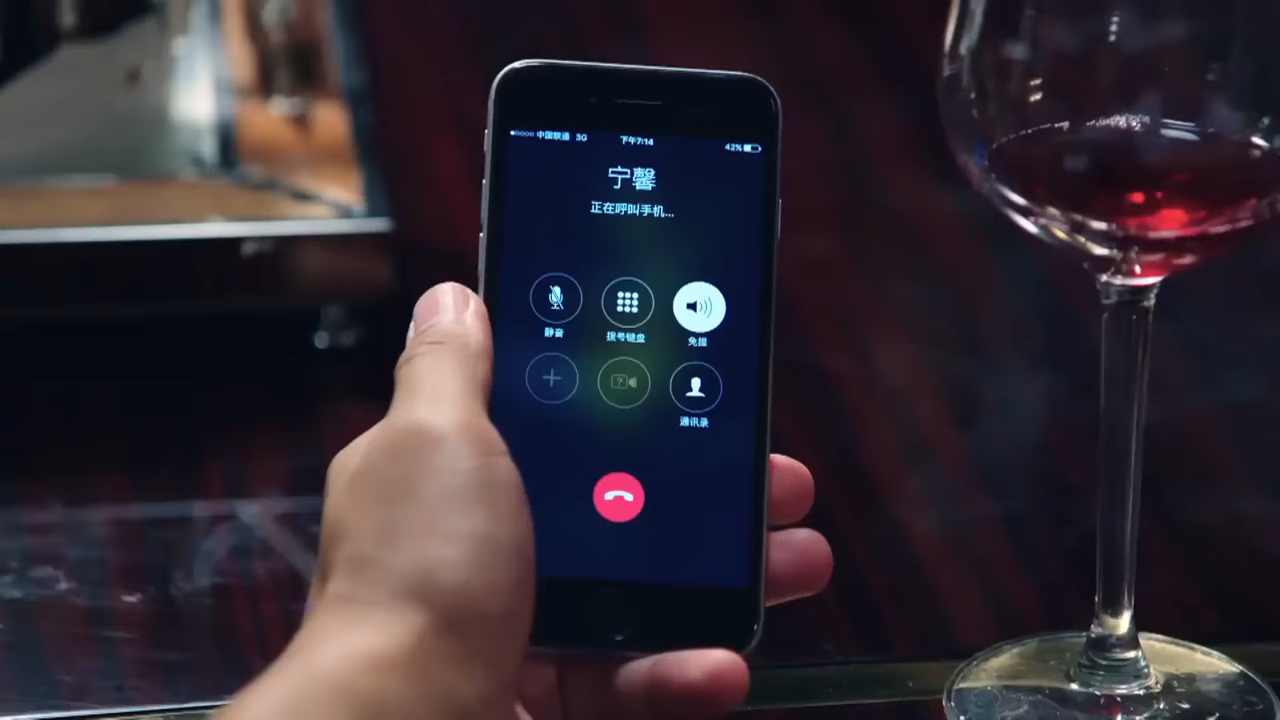 中国联通 3G 下午7:14 42%
宁馨
正在呼叫手机...
静音 拨号键盘 免提
?
通讯录